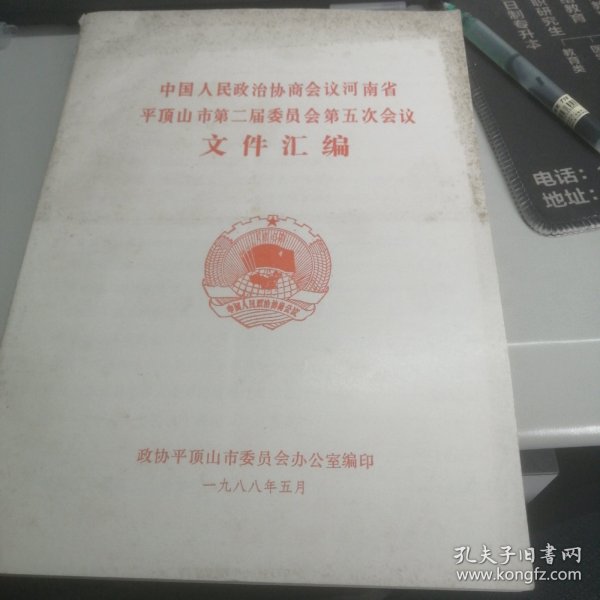 中国人民政治协商会议河南省
平顶山市第二届委员会第五次会议
文件汇编
中国人民政治协商会议
政协平顶山市委员会办公室编印
一九八八年五月
教育类
电话：
地址：
孔夫子旧书网
www.kongfz.com